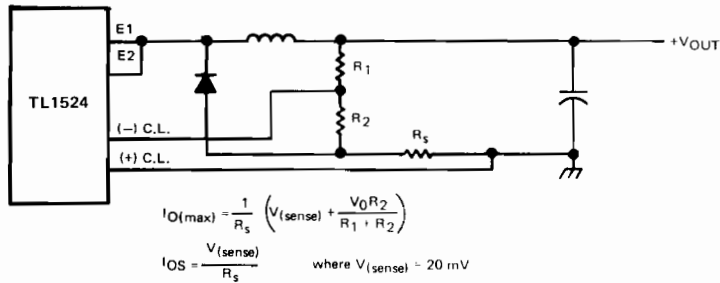 E1
E2
+VOUT
R1
TL1524
R2
(−) C.L.
Rs
(+) C.L.
IO(max) = 1/Rs (V(sense) + VOR2/R1 + R2)
IOS = V(sense)/Rs where V(sense) = 20 mV